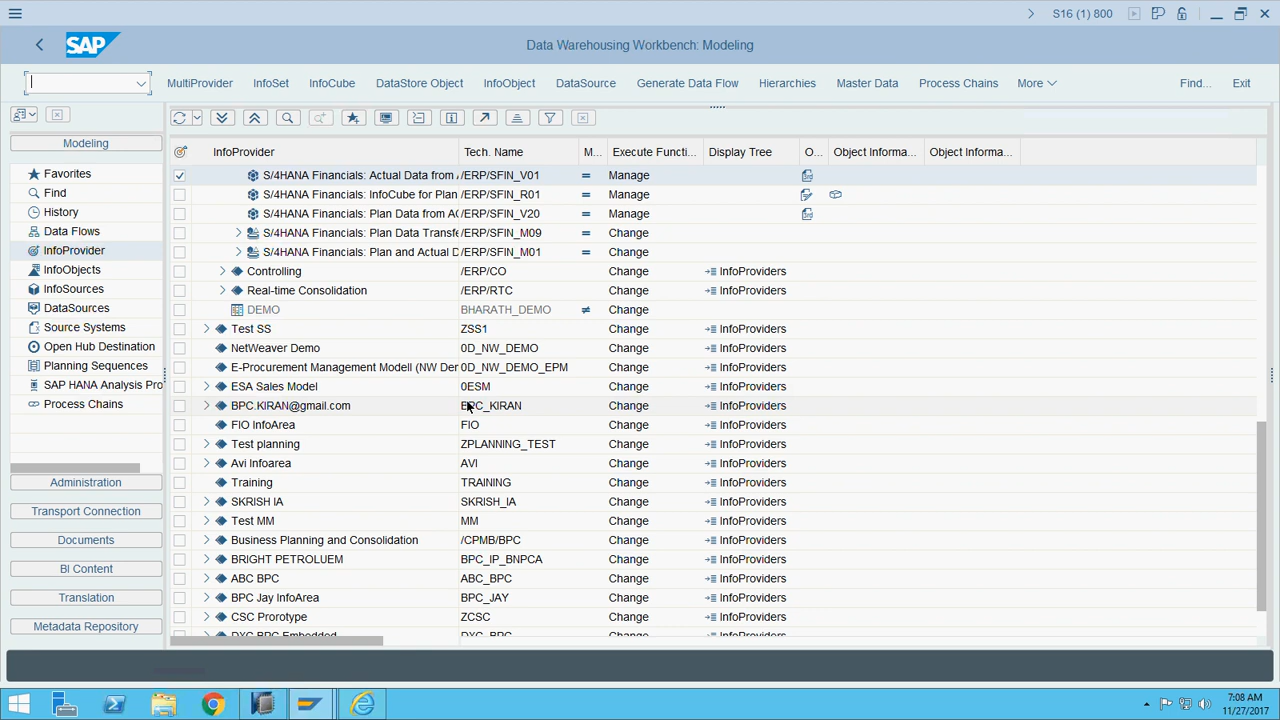 S16 (1) 800
SAP
Data Warehousing Workbench: Modeling
MultiProvider InfoSet InfoCube DataStore Object InfoObject DataSource Generate Data Flow Hierarchies Master Data Process Chains More Find... Exit
Modeling
Favorites
Find
History
Data Flows
InfoProvider
InfoObjects
InfoSources
DataSources
Source Systems
Open Hub Destination
Planning Sequences
SAP HANA Analysis Pro
Process Chains
Administration
Transport Connection
Documents
BI Content
Translation
Metadata Repository
InfoProvider Tech. Name M... Execute Functi... Display Tree O... Object Informa... Object Informa...
S/4HANA Financials: Actual Data from /ERP/SFIN_V01 = Manage
S/4HANA Financials: InfoCube for Plan /ERP/SFIN_R01 = Manage
S/4HANA Financials: Plan Data from AC /ERP/SFIN_V20 = Manage
S/4HANA Financials: Plan Data Transfe /ERP/SFIN_M09 = Change
S/4HANA Financials: Plan and Actual D /ERP/SFIN_M01 = Change
Controlling /ERP/CO Change InfoProviders
Real-time Consolidation /ERP/RTC Change InfoProviders
DEMO BHARATH_DEMO ≠ Change
Test SS ZSS1 Change InfoProviders
NetWeaver Demo 0D_NW_DEMO Change InfoProviders
E-Procurement Management Modell (NW Der 0D_NW_DEMO_EPM Change InfoProviders
ESA Sales Model 0ESM Change InfoProviders
BPC.KIRAN@gmail.com BPC_KIRAN Change InfoProviders
FIO InfoArea FIO Change InfoProviders
Test planning ZPLANNING_TEST Change InfoProviders
Avi Infoarea AVI Change InfoProviders
Training TRAINING Change InfoProviders
SKRISH IA SKRISH_IA Change InfoProviders
Test MM MM Change InfoProviders
Business Planning and Consolidation /CPMB/BPC Change InfoProviders
BRIGHT PETROLUEM BPC_IP_BNPCA Change InfoProviders
ABC BPC ABC_BPC Change InfoProviders
BPC Jay InfoArea BPC_JAY Change InfoProviders
CSC Prorotype ZCSC Change InfoProviders
DXC BPC Embedded DXC_BPC Change InfoProviders
7:08 AM
11/27/2017